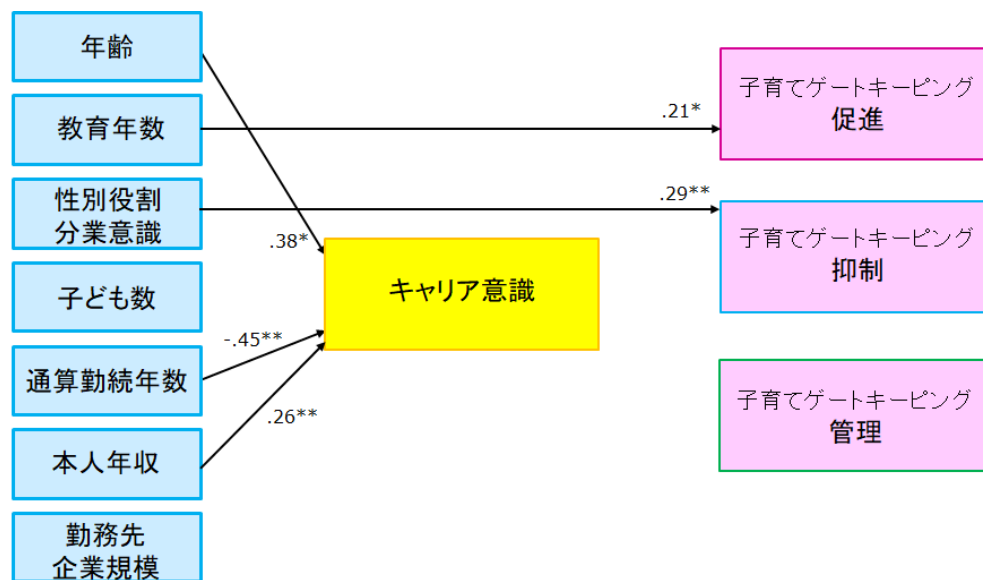 年齢
教育年数
性別役割
分業意識
子ども数
通算勤続年数
本人年収
勤務先
企業規模
.38*
-.45**
.26**
キャリア意識
.21*
.29**
子育てゲートキーピング
促進
子育てゲートキーピング
抑制
子育てゲートキーピング
管理